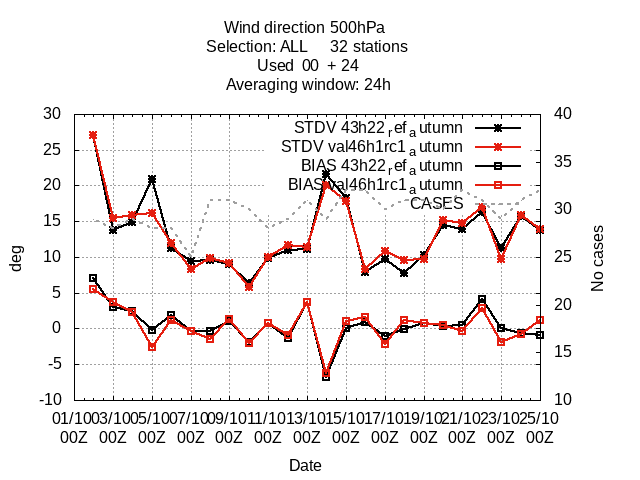 Wind direction 500hPa
Selection: ALL 32 stations
Used 00 + 24
Averaging window: 24h
30 40
STDV 43h22refautumn
STDV val46h1rc1autumn
BIAS 43h22refautumn
BIAS val46h1rc1autumn
CASES
25 35
20 30
15
10 25
5 20
0
-5 15
-10 10
deg
No cases
01/10 03/10 05/10 07/10 09/10 11/10 13/10 15/10 17/10 19/10 21/10 23/10 25/10
00Z 00Z 00Z 00Z 00Z 00Z 00Z 00Z 00Z 00Z 00Z 00Z 00Z
Date